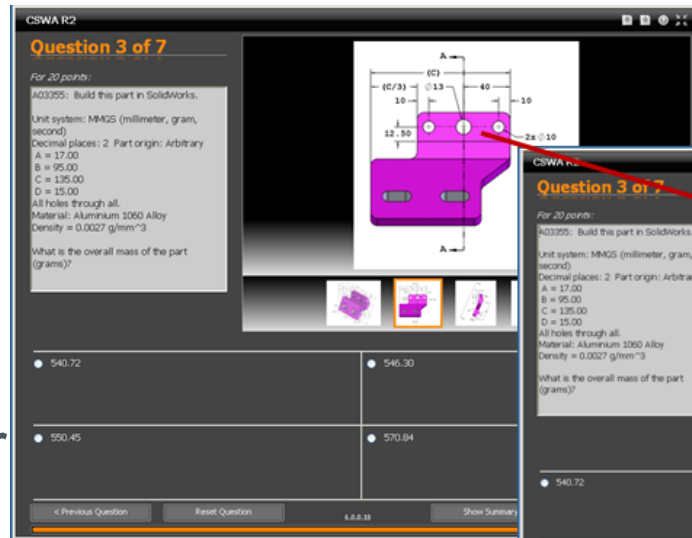 CSWA R2
Question 3 of 7
For 20 points:
A03355: Build this part in SolidWorks.
Unit system: MMGS (millimeter, gram,
second)
Decimal places: 2 Part origin: Arbitrary
A = 17.00
B = 95.00
C = 135.00
D = 15.00
All holes through all.
Material: Aluminium 1060 Alloy
Density = 0.0027 g/mm^3
What is the overall mass of the part
(grams)?
A
(C)
(C/3) ∅13 40
10 10
12.50
2x ∅10
A
540.72
546.30
550.45
570.84
< Previous Question
Reset Question
6.0.0.18
Show Summary
CSWA R2
Question 3 of 7
For 20 points:
A03355: Build this part in SolidWorks.
Unit system: MMGS (millimeter, gram,
second)
Decimal places: 2 Part origin: Arbitrar
A = 17.00
B = 95.00
C = 135.00
D = 15.00
All holes through all.
Material: Aluminium 1060 Alloy
Density = 0.0027 g/mm^3
What is the overall mass of the part
(grams)?
540.72